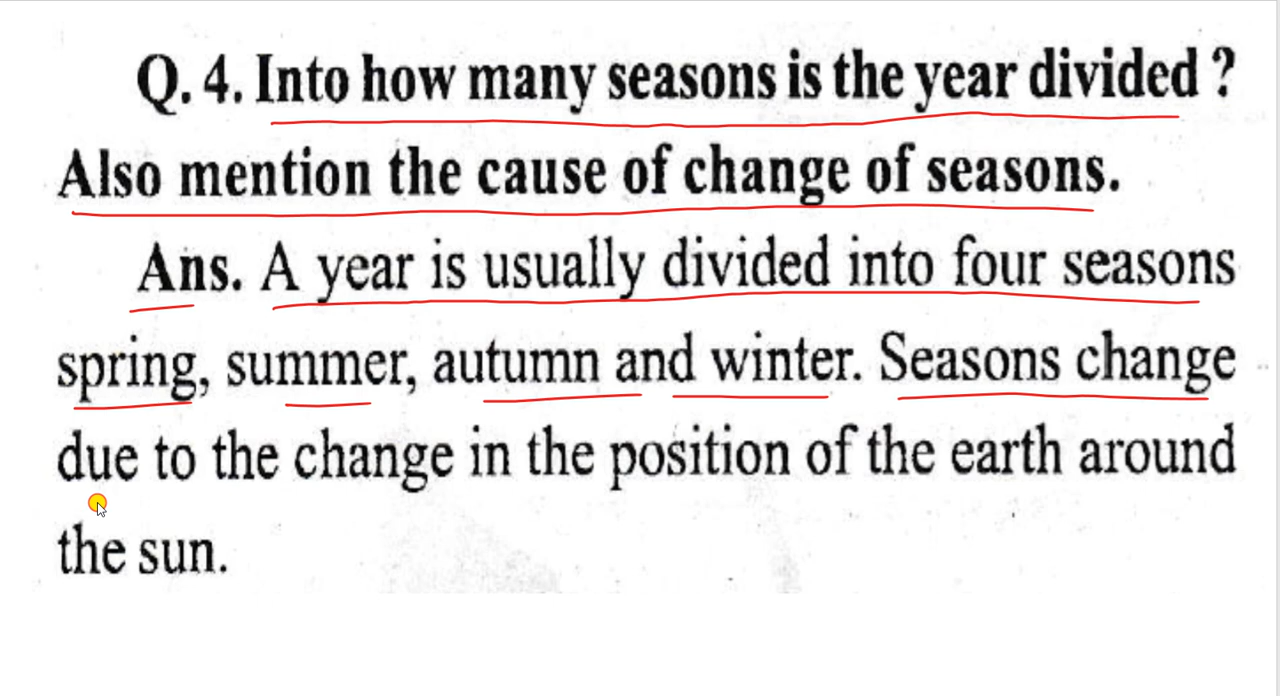 Q. 4. Into how many seasons is the year divided ?
Also mention the cause of change of seasons.
Ans. A year is usually divided into four seasons
spring, summer, autumn and winter. Seasons change
due to the change in the position of the earth around
the sun.